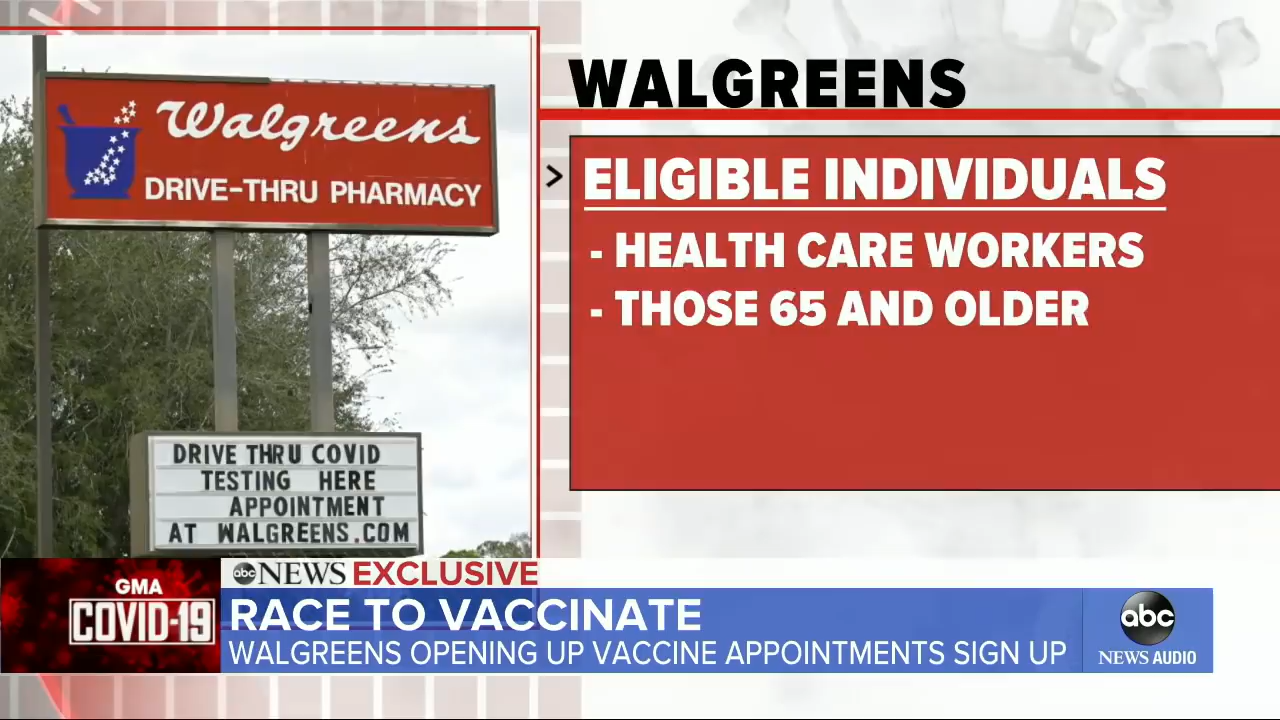 Walgreens
DRIVE-THRU PHARMACY
DRIVE THRU COVID
TESTING HERE
APPOINTMENT
AT WALGREENS.COM
WALGREENS
>
ELIGIBLE INDIVIDUALS
- HEALTH CARE WORKERS
- THOSE 65 AND OLDER
abc NEWS EXCLUSIVE
GMA
COVID-19
RACE TO VACCINATE
WALGREENS OPENING UP VACCINE APPOINTMENTS SIGN UP
abc
NEWS AUDIO